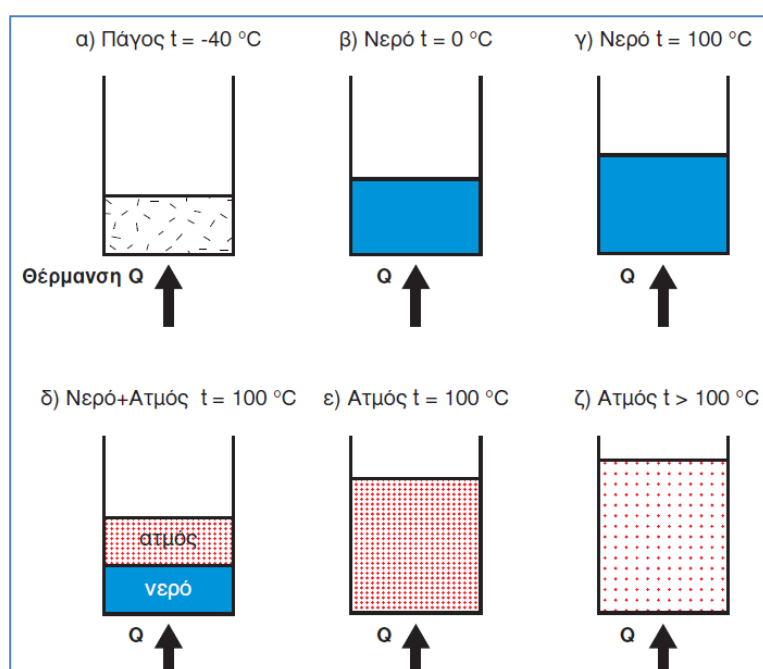 α) Πάγος t = -40 °C
β) Νερό t = 0 °C
γ) Νερό t = 100 °C
Θέρμανση Q
Q
Q
δ) Νερό+Ατμός t = 100 °C
ε) Ατμός t = 100 °C
ζ) Ατμός t > 100 °C
ατμός
νερό
Q
Q
Q